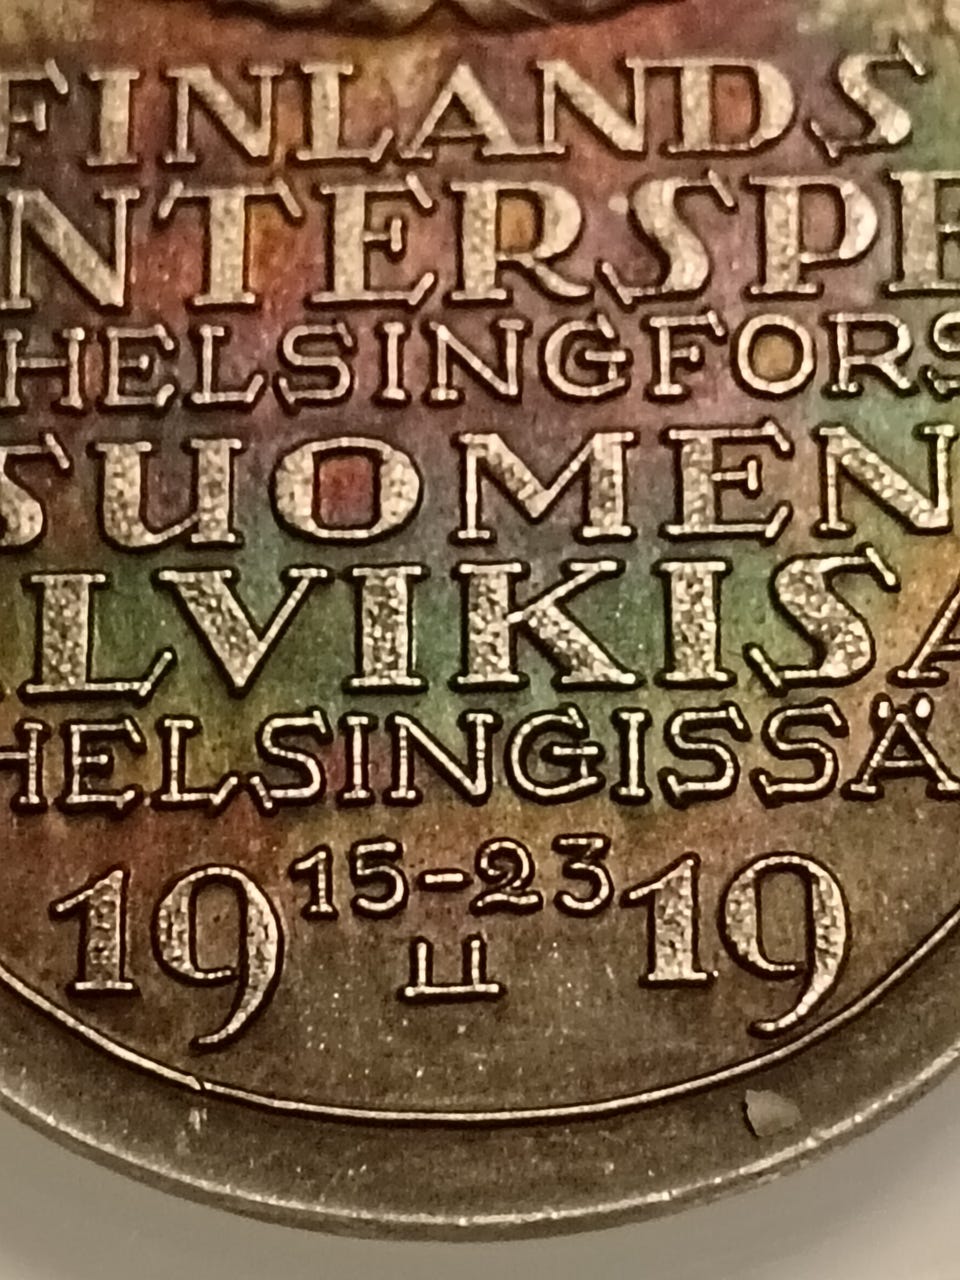 FINLANDS
NTERSPE
HELSINGFORS
SUOMEN
LVIKISA
HELSINGISSÄ
19 15-23 19
II